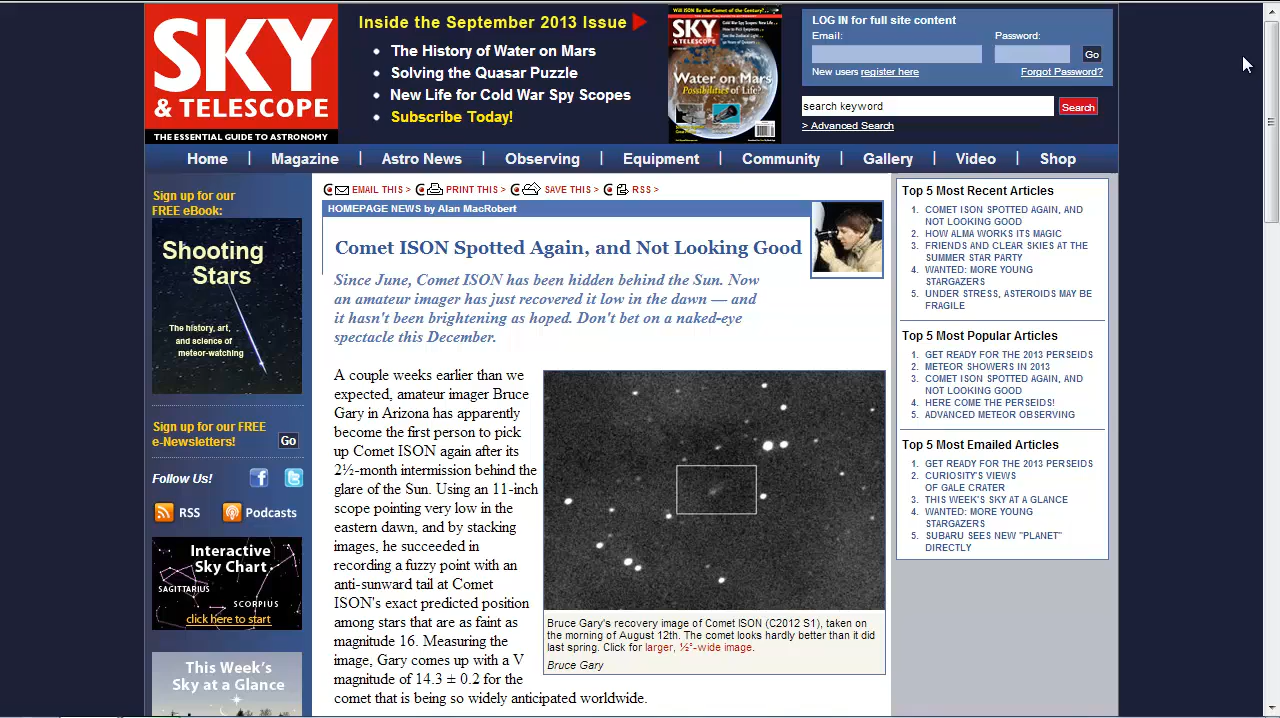 SKY
& TELESCOPE
THE ESSENTIAL GUIDE TO ASTRONOMY
Inside the September 2013 Issue
The History of Water on Mars
Solving the Quasar Puzzle
New Life for Cold War Spy Scopes
Subscribe Today!
SKY
& TELESCOPE
Water on Mars
Possibilities of Life?
LOG IN for full site content
Email:
Password:
Go
New users register here
Forgot Password?
search keyword
Search
> Advanced Search
Home | Magazine | Astro News | Observing | Equipment | Community | Gallery | Video | Shop
Sign up for our
FREE eBook:
Shooting
Stars
The history, art,
and science of
meteor-watching
Sign up for our FREE
e-Newsletters!
Go
Follow Us!
RSS
Podcasts
Interactive
Sky Chart
SAGITTARIUS
SCORPIUS
click here to start
This Week's
Sky at a Glance
EMAIL THIS > PRINT THIS > SAVE THIS > RSS >
HOMEPAGE NEWS by Alan MacRobert
Comet ISON Spotted Again, and Not Looking Good
Since June, Comet ISON has been hidden behind the Sun. Now
an amateur imager has just recovered it low in the dawn — and
it hasn't been brightening as hoped. Don't bet on a naked-eye
spectacle this December.
A couple weeks earlier than we
expected, amateur imager Bruce
Gary in Arizona has apparently
become the first person to pick
up Comet ISON again after its
2½-month intermission behind the
glare of the Sun. Using an 11-inch
scope pointing very low in the
eastern dawn, and by stacking
images, he succeeded in
recording a fuzzy point with an
anti-sunward tail at Comet
ISON's exact predicted position
among stars that are as faint as
magnitude 16. Measuring the
image, Gary comes up with a V
magnitude of 14.3 ± 0.2 for the
comet that is being so widely anticipated worldwide.
Bruce Gary's recovery image of Comet ISON (C2012 S1), taken on
the morning of August 12th. The comet looks hardly better than it did
last spring. Click for larger, ½°-wide image.
Bruce Gary
Top 5 Most Recent Articles
1. COMET ISON SPOTTED AGAIN, AND
NOT LOOKING GOOD
2. HOW ALMA WORKS ITS MAGIC
3. FRIENDS AND CLEAR SKIES AT THE
SUMMER STAR PARTY
4. WANTED: MORE YOUNG
STARGAZERS
5. UNDER STRESS, ASTEROIDS MAY BE
FRAGILE
Top 5 Most Popular Articles
1. GET READY FOR THE 2013 PERSEIDS
2. METEOR SHOWERS IN 2013
3. COMET ISON SPOTTED AGAIN, AND
NOT LOOKING GOOD
4. HERE COME THE PERSEIDS!
5. ADVANCED METEOR OBSERVING
Top 5 Most Emailed Articles
1. GET READY FOR THE 2013 PERSEIDS
2. CURIOSITY'S VIEWS
OF GALE CRATER
3. THIS WEEK'S SKY AT A GLANCE
4. WANTED: MORE YOUNG
STARGAZERS
5. SUBARU SEES NEW "PLANET"
DIRECTLY